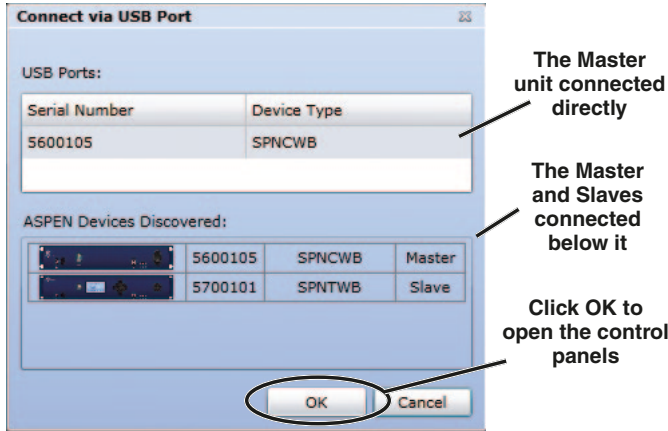 Connect via USB Port
USB Ports:
Serial Number Device Type
5600105 SPNCWB
ASPEN Devices Discovered:
5600105 SPNCWB Master
5700101 SPNTWB Slave
OK Cancel
The Master
unit connected
directly
The Master
and Slaves
connected
below it
Click OK to
open the control
panels